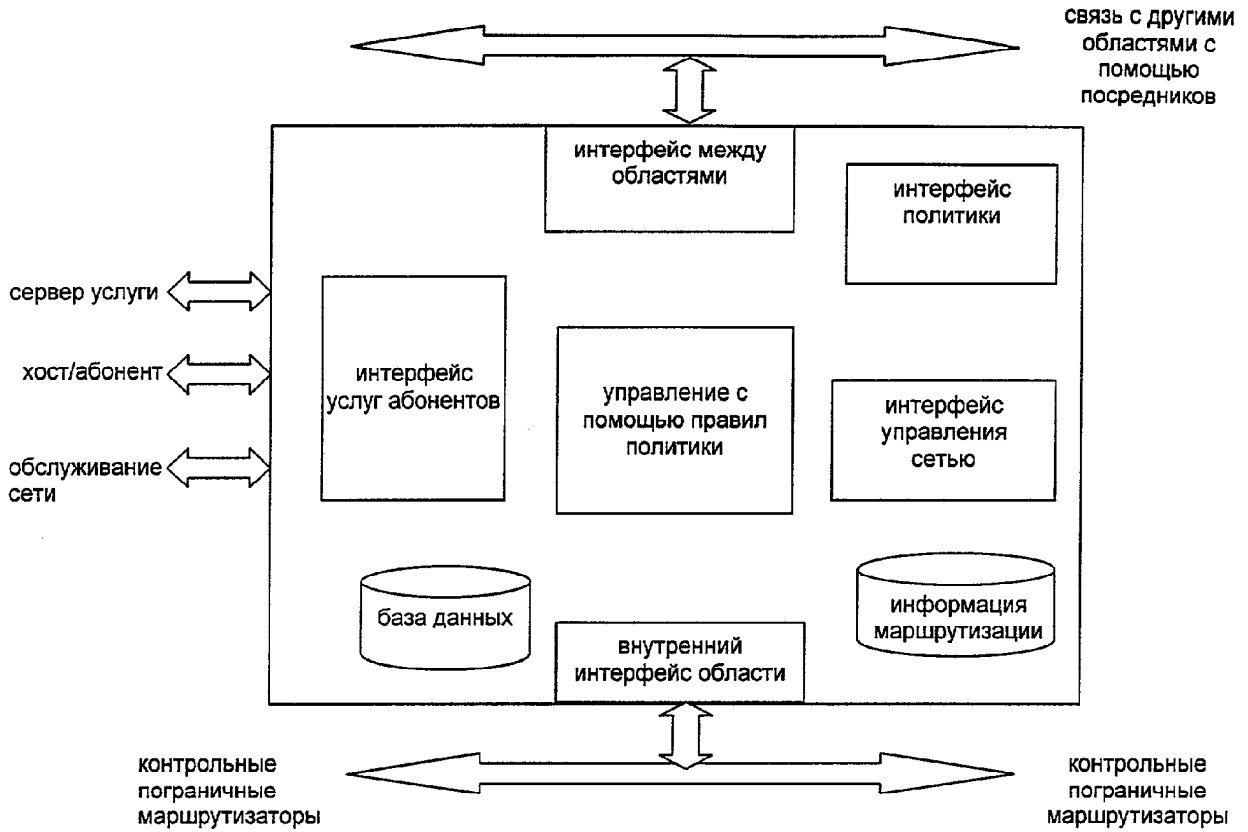 связь с другими
областями с
помощью
посредников
интерфейс между
областями
интерфейс
политики
сервер услуги
хост/абонент
обслуживание
сети
интерфейс
услуг абонентов
управление с
помощью правил
политики
интерфейс
управления
сетью
база данных
информация
маршрутизации
внутренний
интерфейс области
контрольные
пограничные
маршрутизаторы
контрольные
пограничные
маршрутизаторы